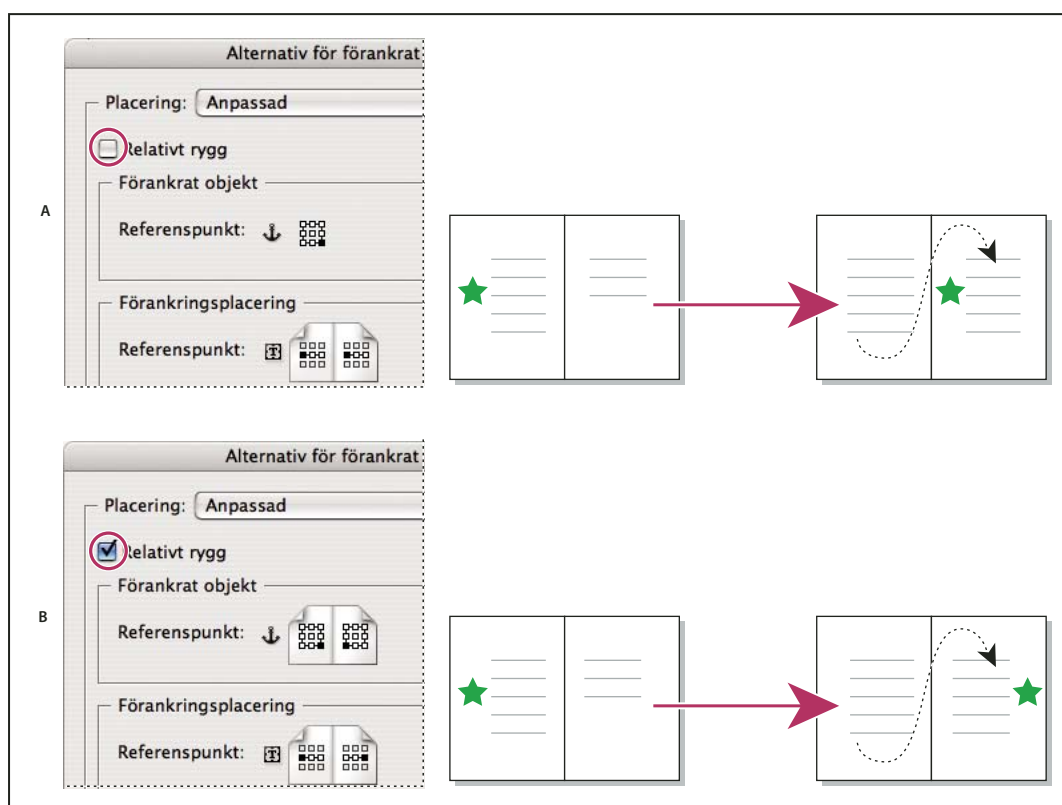 Alternativ för förankrat
Placering: Anpassad
Relativt rygg
Förankrat objekt
A
Referenspunkt:
Förankringsplacering
Referenspunkt: T
Alternativ för förankrat
Placering: Anpassad
Relativt rygg
Förankrat objekt
B
Referenspunkt:
Förankringsplacering
Referenspunkt: T